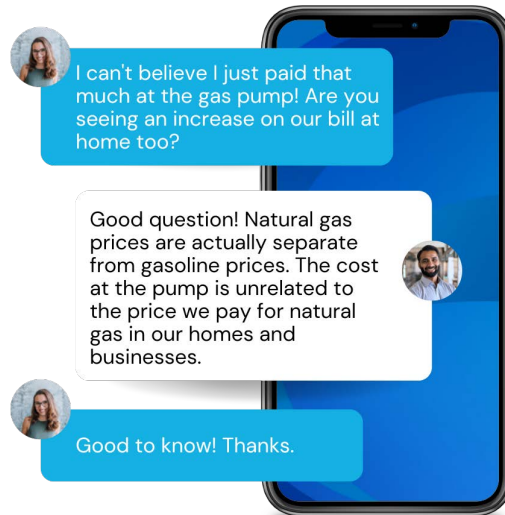 I can't believe I just paid that
much at the gas pump! Are you
seeing an increase on our bill at
home too?
Good question! Natural gas
prices are actually separate
from gasoline prices. The cost
at the pump is unrelated to
the price we pay for natural
gas in our homes and
businesses.
Good to know! Thanks.